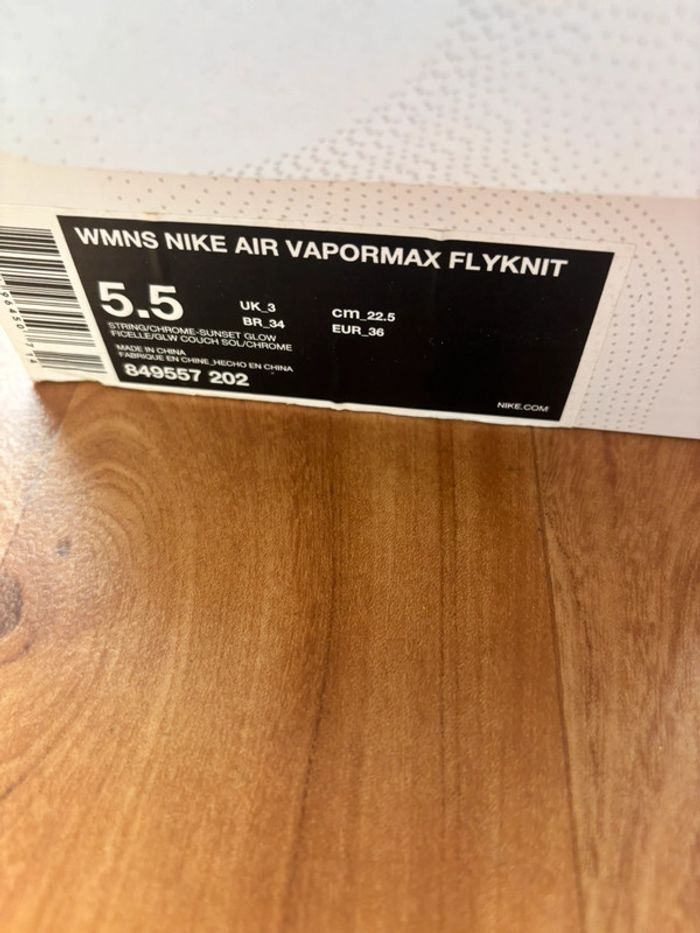 WMNS NIKE AIR VAPORMAX FLYKNIT
5.5
UK_3
cm_22.5
BR_34
EUR_36
STRING/CHROME-SUNSET GLOW
FICELLE/GLW COUCH SOL/CHROME
MADE IN CHINA
FABRIQUE EN CHINE_HECHO EN CHINA
849557 202
NIKE.COM